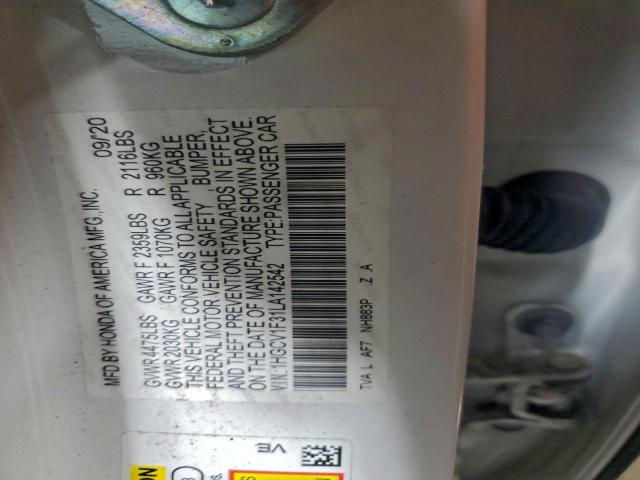 MFD BY HONDA OF AMERICA MFG., INC. 09/20
GVWR 4475LBS GAWR F 2359LBS R 2116LBS
GVWR 2030KG GAWR F 1070KG R 960KG
THIS VEHICLE CONFORMS TO ALL APPLICABLE
FEDERAL MOTOR VEHICLE SAFETY BUMPER,
AND THEFT PREVENTION STANDARDS IN EFFECT
ON THE DATE OF MANUFACTURE SHOWN ABOVE.
V.I.N.:1HGCV1F31LA142542 TYPE:PASSENGER CAR
TVA L AF7 NH883P Z A
VE